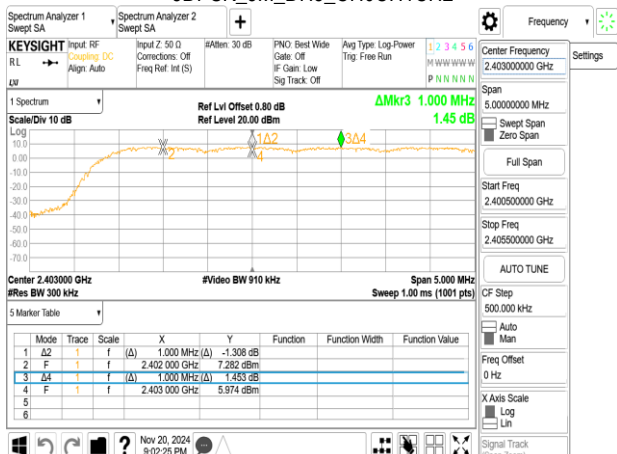 Spectrum Analyzer 1
Swept SA
Spectrum Analyzer 2
Swept SA
+
Frequency
KEYSIGHT
RL
Input: RF
Coupling: DC
Align: Auto
Input Z: 50 Ω
Corrections: Off
Freq Ref: Int (S)
#Atten: 30 dB
PNO: Best Wide
Gate: Off
IF Gain: Low
Sig Track: Off
Avg Type: Log-Power
Trig: Free Run
1 2 3 4 5 6
M W W W W W
P N N N N N
1 Spectrum
Scale/Div 10 dB
Ref Lvl Offset 0.80 dB
Ref Level 20.00 dBm
ΔMkr3 1.000 MHz
1.45 dB
Log
10.0
0.00
-10.0
-20.0
-30.0
-40.0
-50.0
-60.0
-70.0
2
1Δ2
4
3Δ4
Center 2.403000 GHz
#Res BW 300 kHz
#Video BW 910 kHz
Span 5.000 MHz
Sweep 1.00 ms (1001 pts)
5 Marker Table
Mode Trace Scale X Y Function Function Width Function Value
1 Δ2 1 f (Δ) 1.000 MHz (Δ) -1.308 dB
2 F 1 f 2.402 000 GHz 7.282 dBm
3 Δ4 1 f (Δ) 1.000 MHz (Δ) 1.453 dB
4 F 1 f 2.403 000 GHz 5.974 dBm
5
6
?
Nov 20, 2024
9:02:25 PM
Center Frequency
2.403000000 GHz
Settings
Span
5.00000000 MHz
Swept Span
Zero Span
Full Span
Start Freq
2.400500000 GHz
Stop Freq
2.405500000 GHz
AUTO TUNE
CF Step
500.000 kHz
Auto
Man
Freq Offset
0 Hz
X Axis Scale
Log
Lin
Signal Track